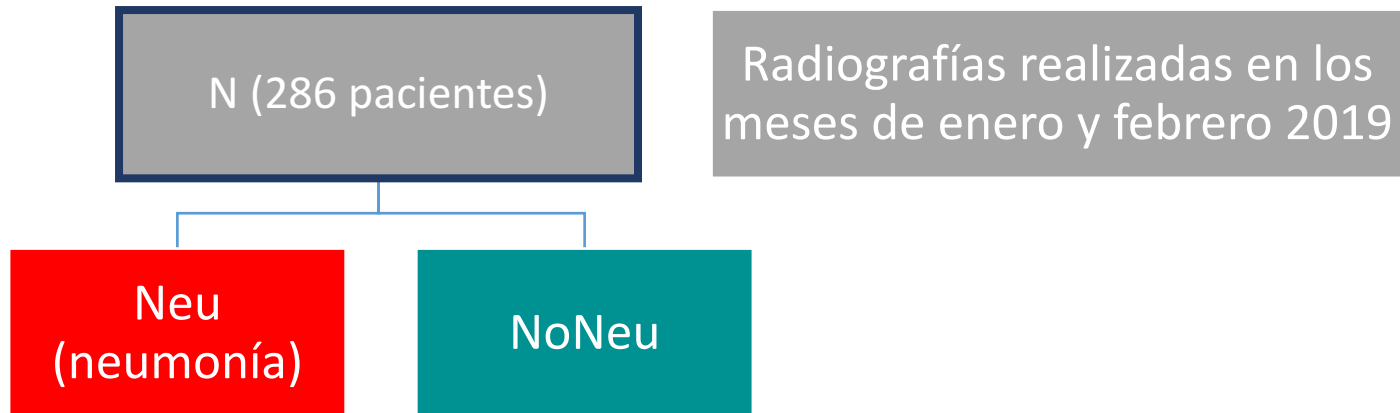 N (286 pacientes)
Radiografías realizadas en los
meses de enero y febrero 2019
Neu
(neumonía)
NoNeu